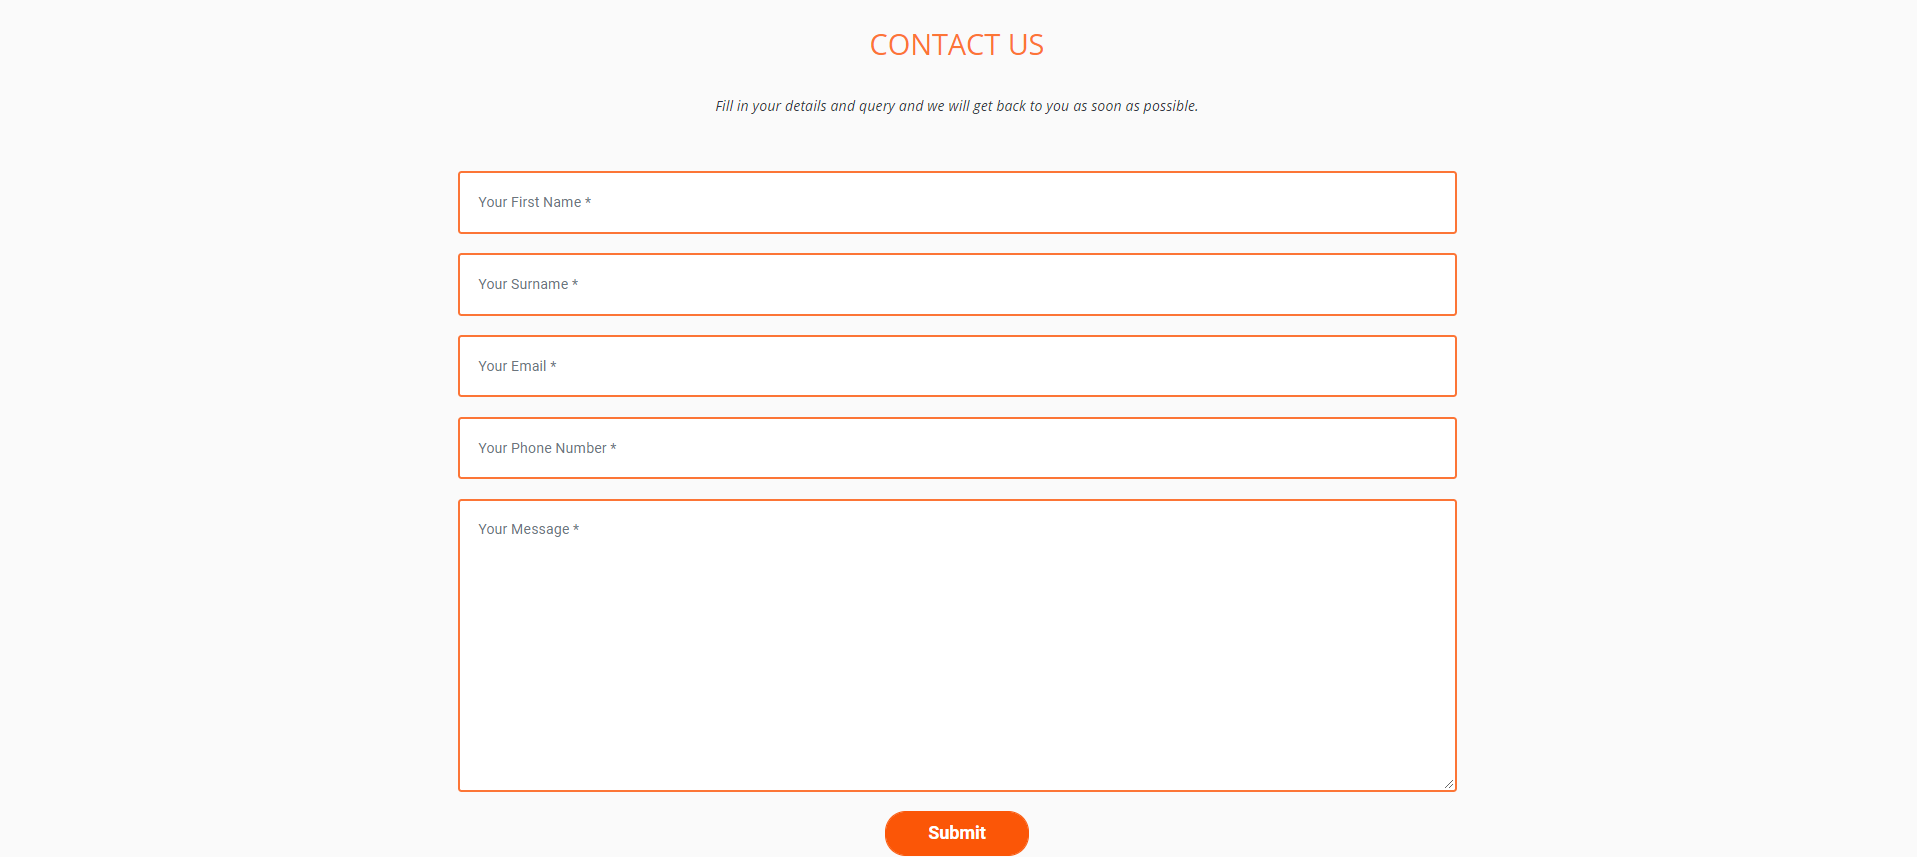 CONTACT US
Fill in your details and query and we will get back to you as soon as possible.
Your First Name *
Your Surname *
Your Email *
Your Phone Number *
Your Message *
Submit